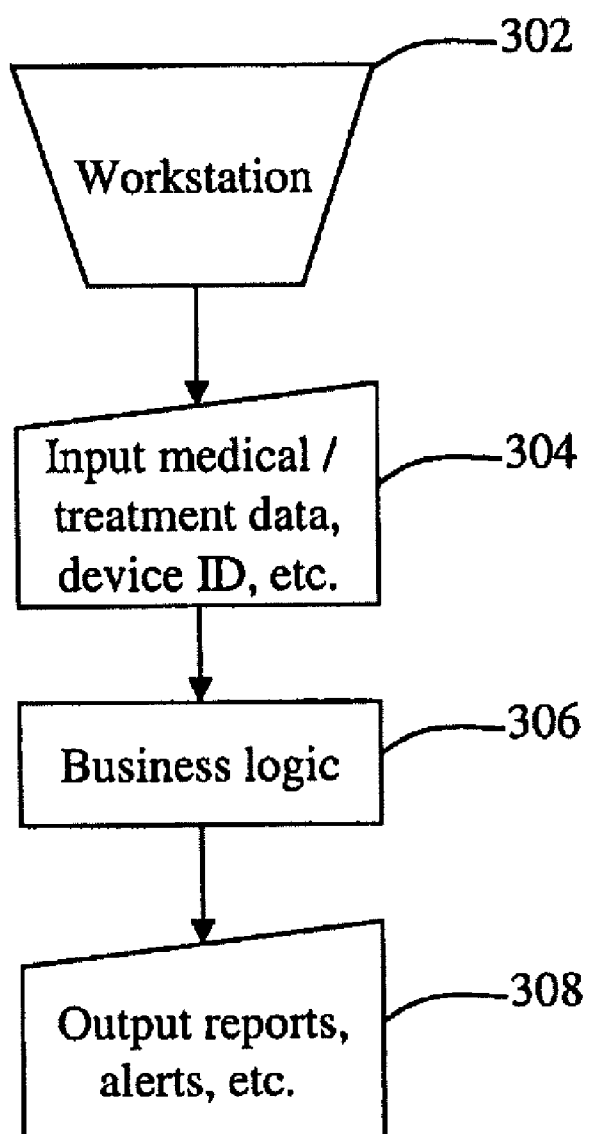 302
Workstation
304
Input medical /
treatment data,
device ID, etc.
306
Business logic
308
Output reports,
alerts, etc.